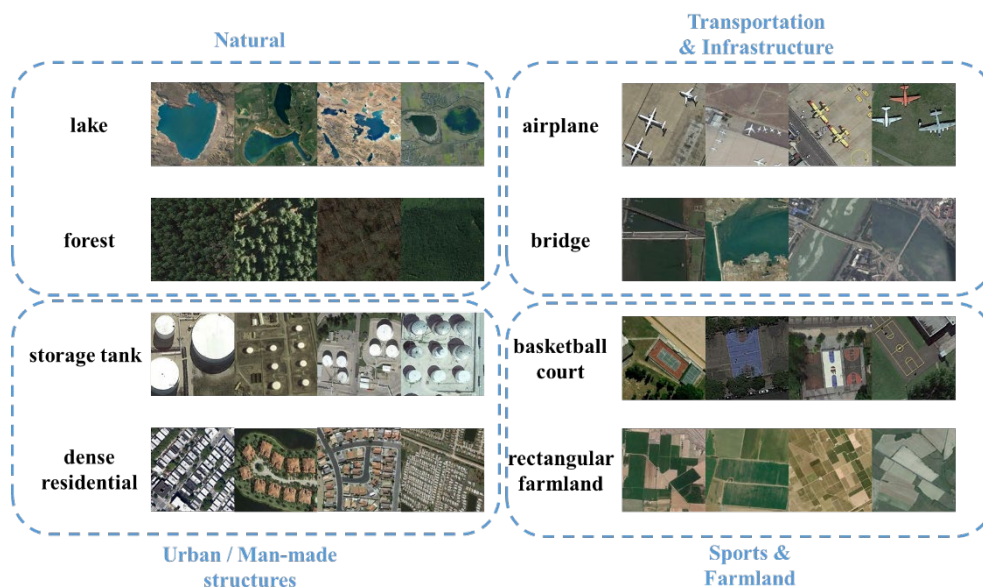 Natural
lake
forest
Transportation
& Infrastructure
airplane
bridge
storage tank
dense
residential
Urban / Man-made
structures
basketball
court
rectangular
farmland
Sports &
Farmland